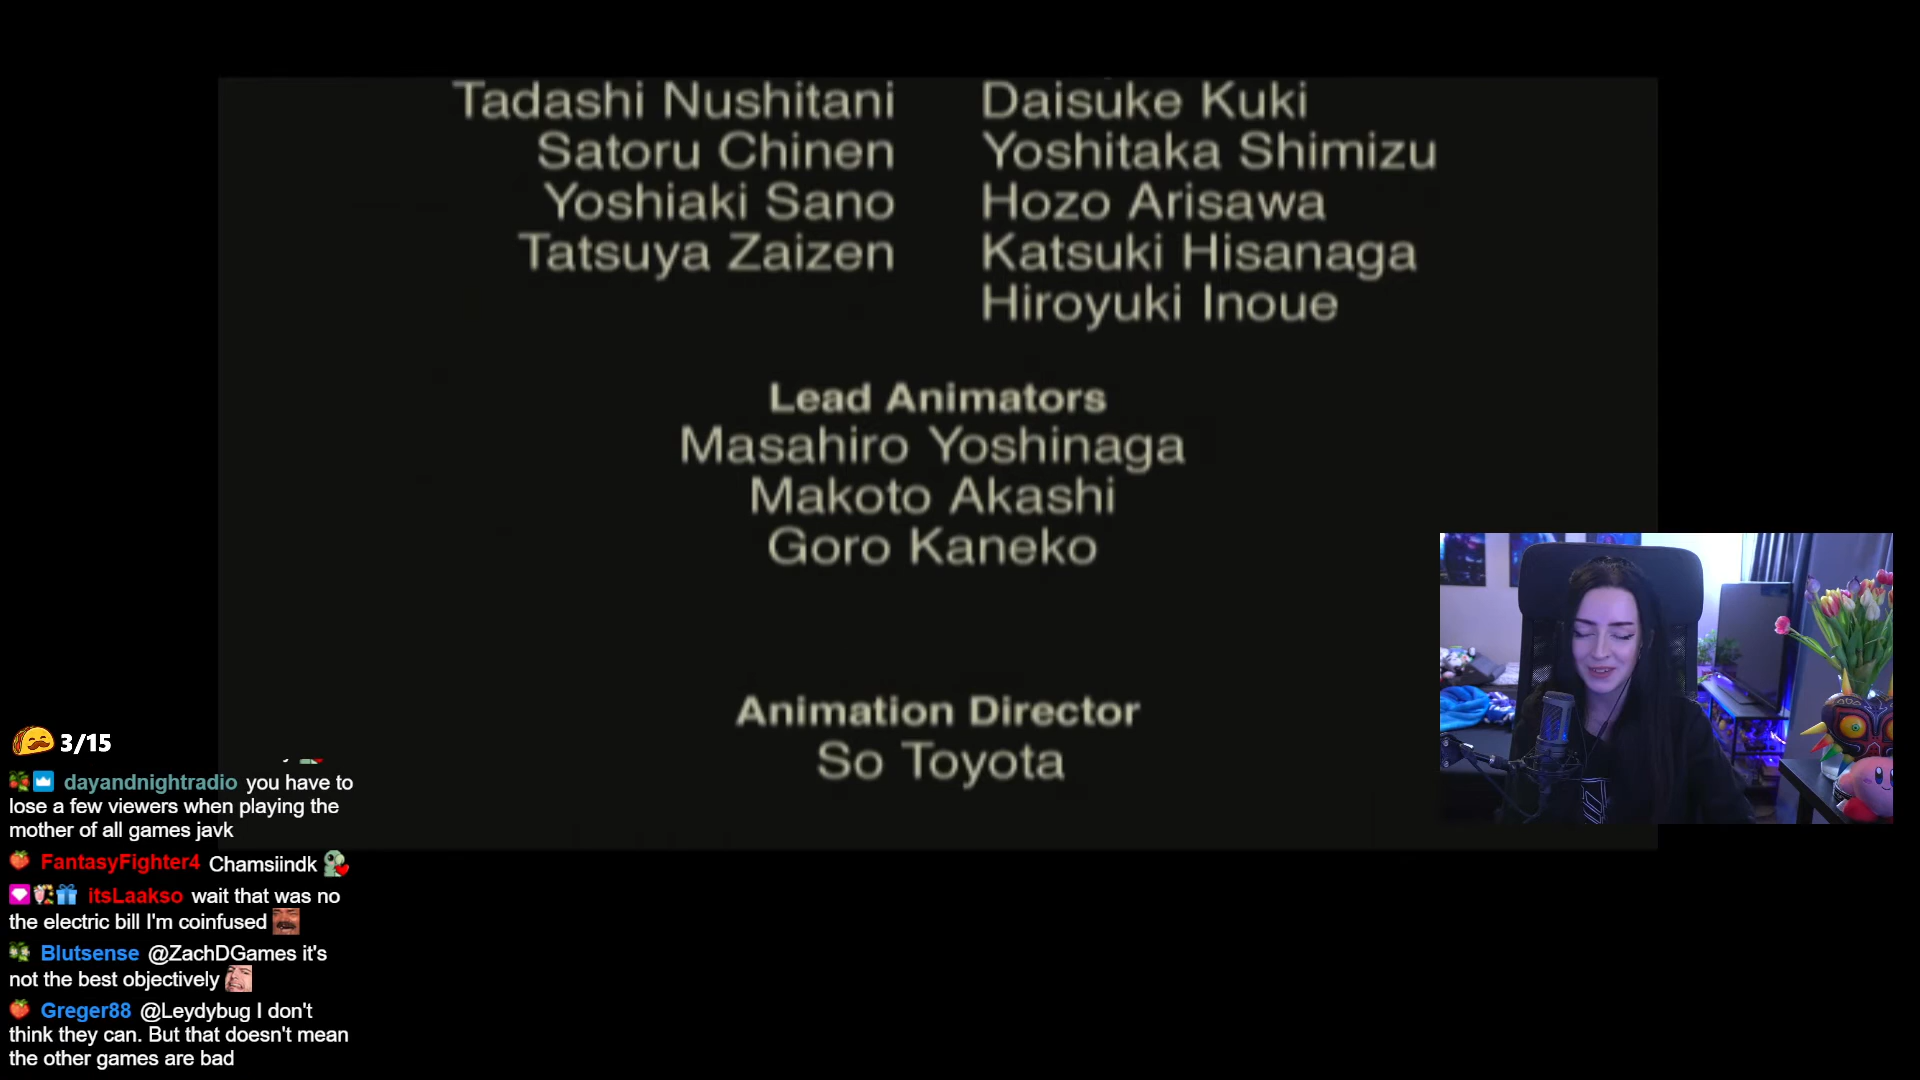 Tadashi Nushitani
Satoru Chinen
Yoshiaki Sano
Tatsuya Zaizen
Daisuke Kuki
Yoshitaka Shimizu
Hozo Arisawa
Katsuki Hisanaga
Hiroyuki Inoue
Lead Animators
Masahiro Yoshinaga
Makoto Akashi
Goro Kaneko
Animation Director
So Toyota
3/15
dayandnightradio you have to
lose a few viewers when playing the
mother of all games javk
FantasyFighter4 Chamsiindk
itsLaakso wait that was no
the electric bill I'm coinfused
Blutsense @ZachDGames it's
not the best objectively
Greger88 @Leydybug I don't
think they can. But that doesn't mean
the other games are bad